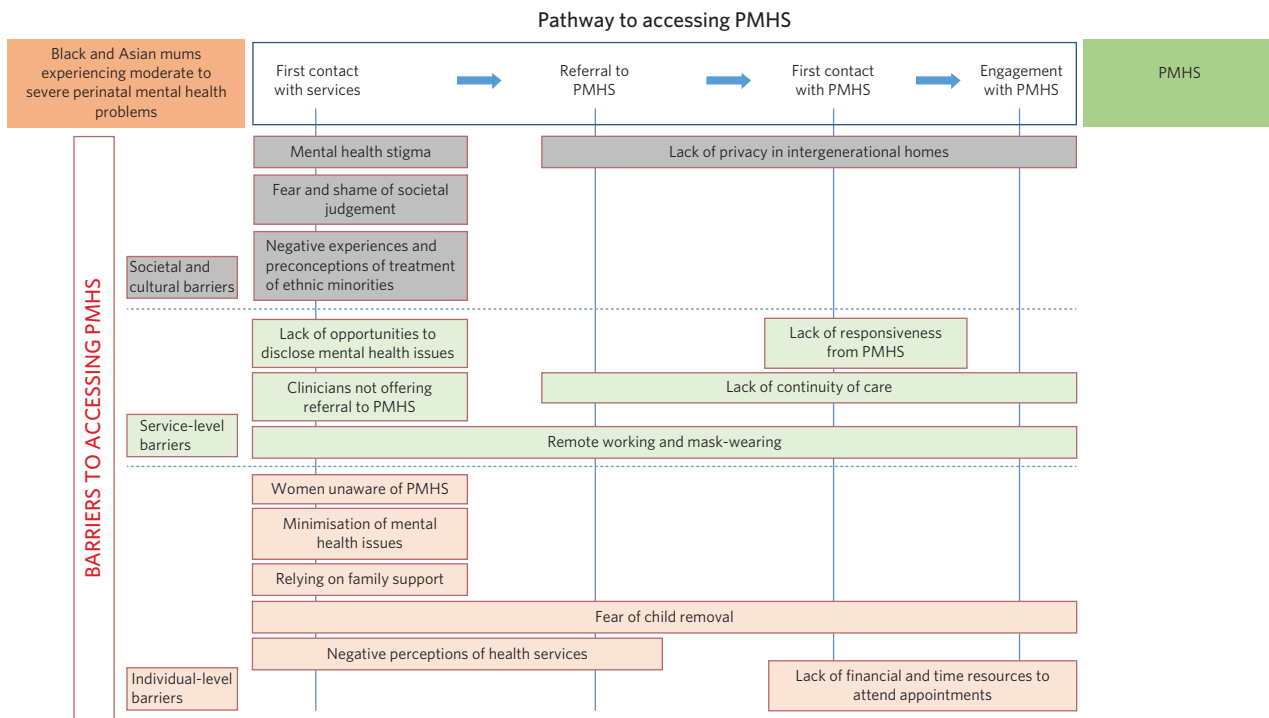 Pathway to accessing PMHS
Black and Asian mums
experiencing moderate to
severe perinatal mental health
problems
First contact
with services
Referral to
PMHS
First contact
with PMHS
Engagement
with PMHS
PMHS
BARRIERS TO ACCESSING PMHS
Societal and
cultural barriers
Mental health stigma
Lack of privacy in intergenerational homes
Fear and shame of societal
judgement
Negative experiences and
preconceptions of treatment
of ethnic minorities
Service-level
barriers
Lack of opportunities to
disclose mental health issues
Lack of responsiveness
from PMHS
Clinicians not offering
referral to PMHS
Lack of continuity of care
Remote working and mask-wearing
Individual-level
barriers
Women unaware of PMHS
Minimisation of mental
health issues
Relying on family support
Fear of child removal
Negative perceptions of health services
Lack of financial and time resources to
attend appointments